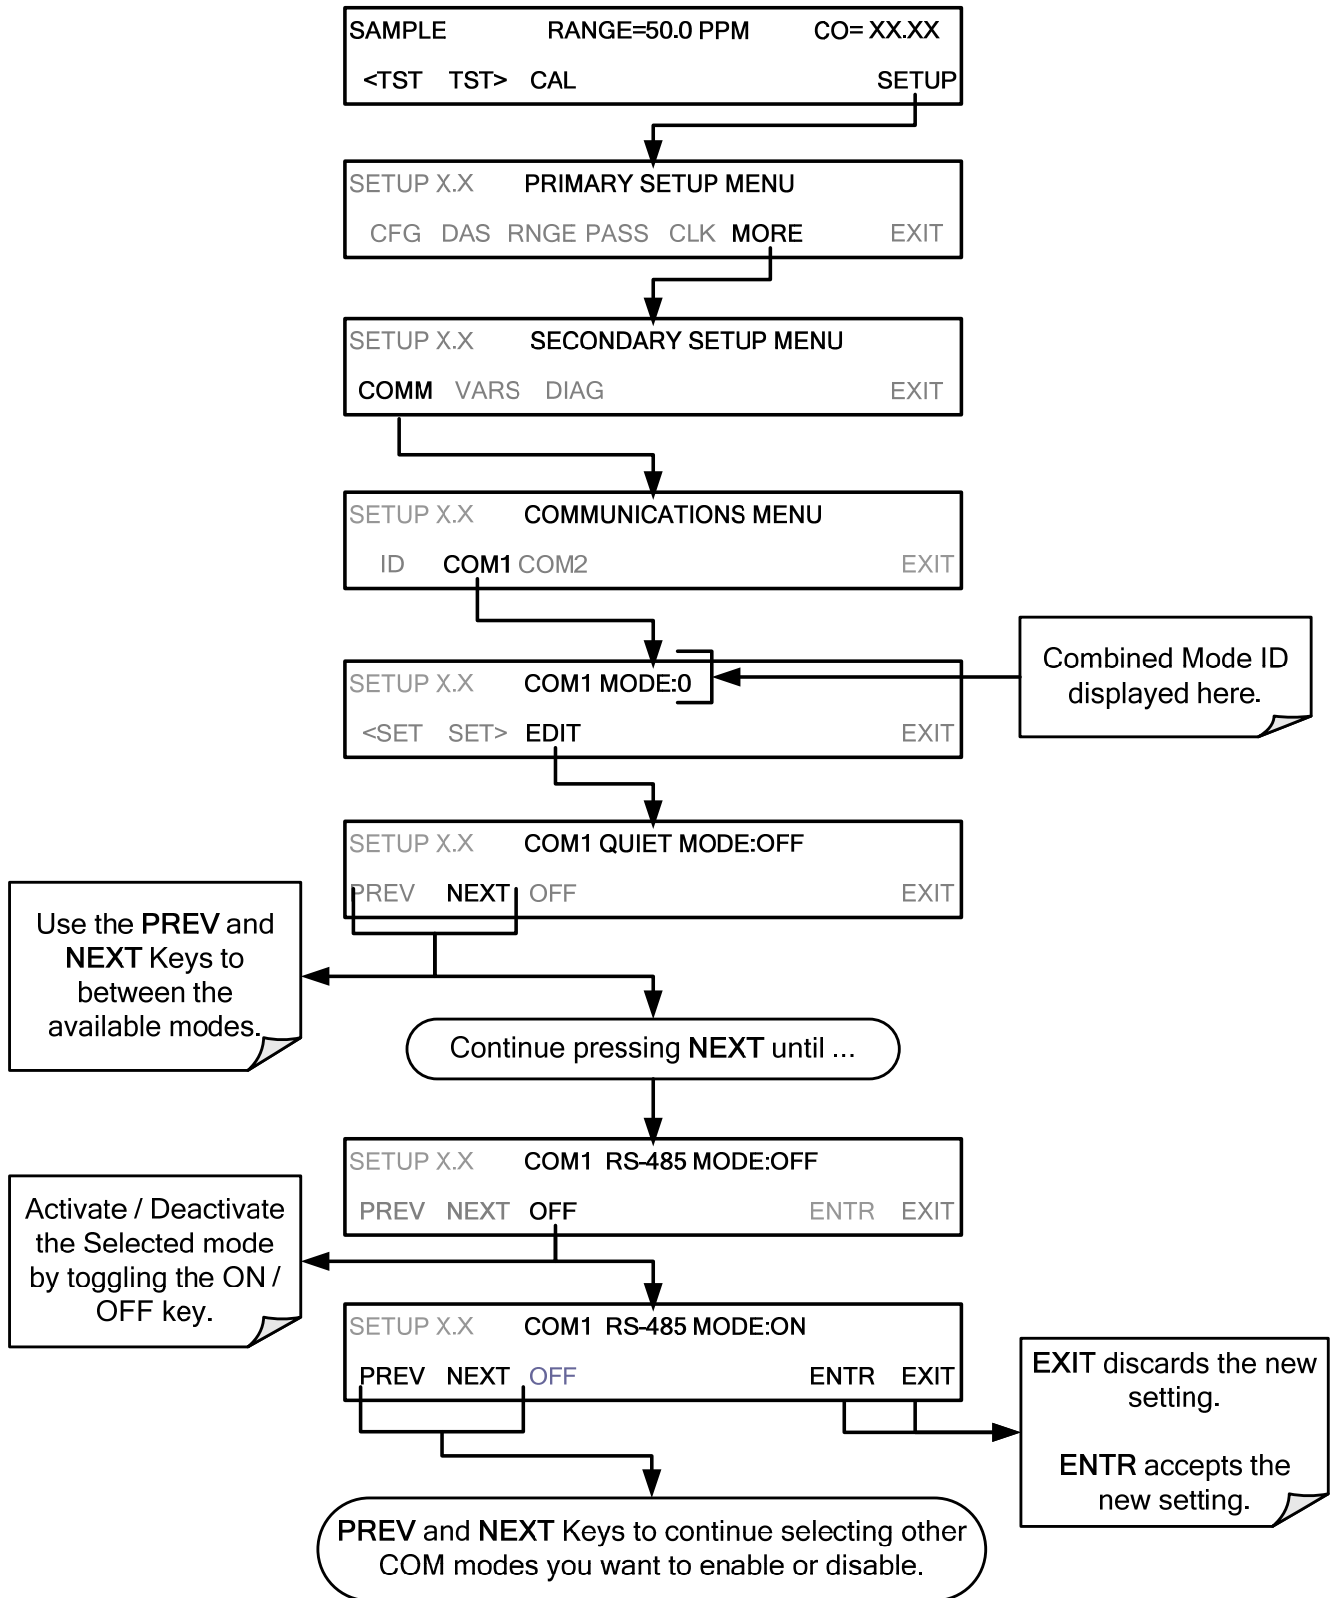 SAMPLE RANGE=50.0 PPM CO= XX.XX
<TST TST> CAL SETUP
SETUP X.X PRIMARY SETUP MENU
CFG DAS RNGE PASS CLK MORE EXIT
SETUP X.X SECONDARY SETUP MENU
COMM VARS DIAG EXIT
SETUP X.X COMMUNICATIONS MENU
ID COM1 COM2 EXIT
SETUP X.X COM1 MODE:0
<SET SET> EDIT EXIT
Combined Mode ID
displayed here.
SETUP X.X COM1 QUIET MODE:OFF
PREV NEXT OFF EXIT
Use the PREV and
NEXT Keys to
between the
available modes.
Continue pressing NEXT until ...
SETUP X.X COM1 RS-485 MODE:OFF
PREV NEXT OFF ENTR EXIT
Activate / Deactivate
the Selected mode
by toggling the ON /
OFF key.
SETUP X.X COM1 RS-485 MODE:ON
PREV NEXT OFF ENTR EXIT
EXIT discards the new
setting.
ENTR accepts the
new setting.
PREV and NEXT Keys to continue selecting other
COM modes you want to enable or disable.